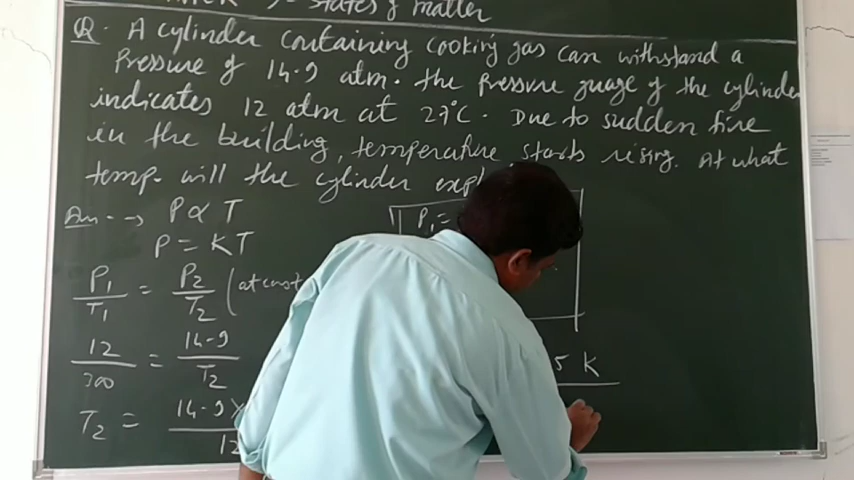 states of matter
Q. A cylinder containing cooking gas can withstand a
Pressure of 14.9 atm. the Pressure guage of the cylinder
indicates 12 atm at 27°C. Due to sudden fire
in the building, temperature starts rising. At what
temp. will the cylinder expl
Ans. → P ∝ T
P₁ =
P = KT
P₁/T₁ = P₂/T₂ (at const
12/300 = 14.9/T₂
5 K
T₂ = 14.9 ×/12